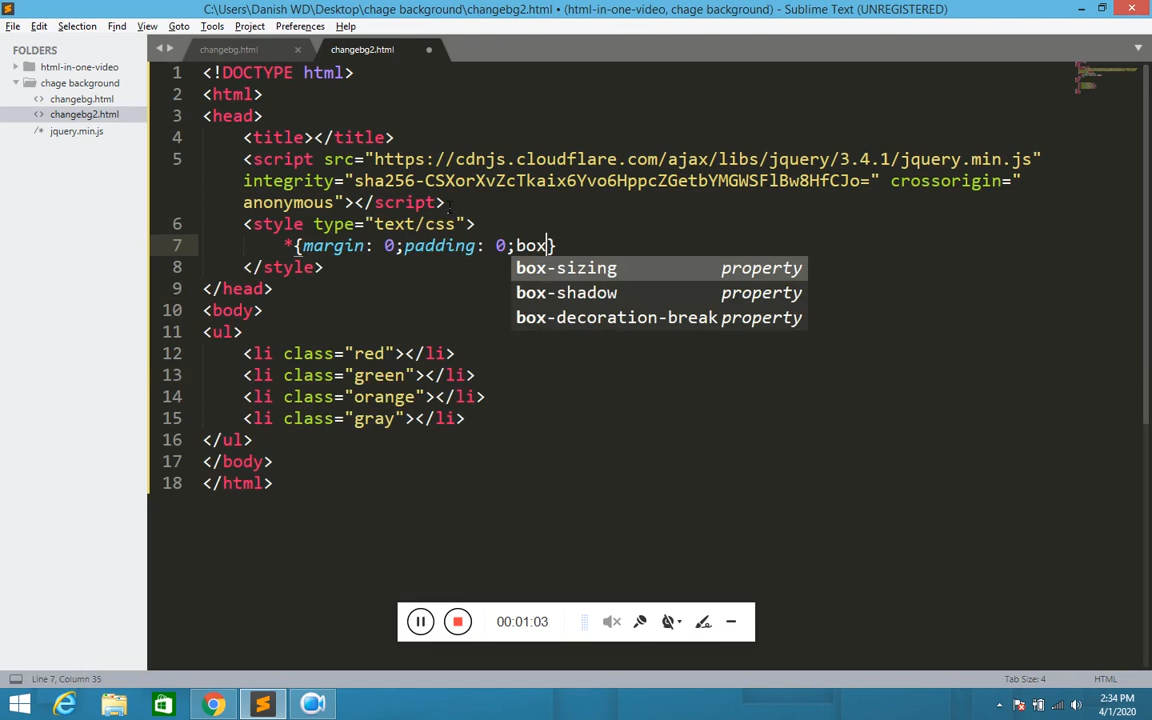 C:\Users\Danish WD\Desktop\chage background\changebg2.html • (html-in-one-video, chage background) - Sublime Text (UNREGISTERED)
File Edit Selection Find View Goto Tools Project Preferences Help
FOLDERS
html-in-one-video
chage background
changebg.html
changebg2.html
jquery.min.js
changebg.html
changebg2.html
1 <!DOCTYPE html>
2 <html>
3 <head>
4 <title></title>
5 <script src="https://cdnjs.cloudflare.com/ajax/libs/jquery/3.4.1/jquery.min.js"
integrity="sha256-CSXorXvZcTkaix6Yvo6HppcZGetbYMGWSFlBw8HfCJo=" crossorigin="
anonymous"></script>
6 <style type="text/css">
7 *{margin: 0;padding: 0;box}
box-sizing property
box-shadow property
box-decoration-break property
8 </style>
9 </head>
10 <body>
11 <ul>
12 <li class="red"></li>
13 <li class="green"></li>
14 <li class="orange"></li>
15 <li class="gray"></li>
16 </ul>
17 </body>
18 </html>
00:01:03
Line 7, Column 35
Tab Size: 4
HTML
2:34 PM
4/1/2020